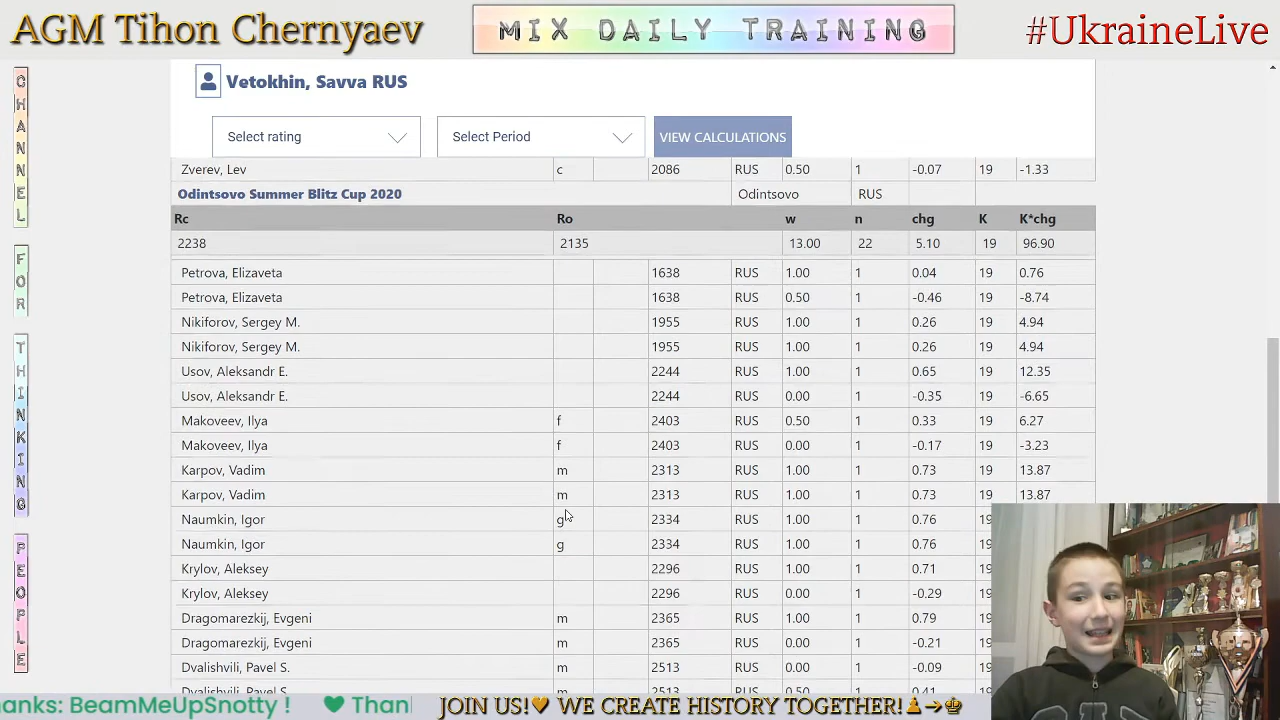 AGM Tihon Chernyaev
MIX DAILY TRAINING
#UkraineLive
CHANNEL
FOR
THINKING
PEOPLE
Vetokhin, Savva RUS
Select rating
Select Period
VIEW CALCULATIONS
Zverev, Lev c 2086 RUS 0.50 1 -0.07 19 -1.33
Odintsovo Summer Blitz Cup 2020 Odintsovo RUS
Rc Ro w n chg K K*chg
2238 2135 13.00 22 5.10 19 96.90
Petrova, Elizaveta 1638 RUS 1.00 1 0.04 19 0.76
Petrova, Elizaveta 1638 RUS 0.50 1 -0.46 19 -8.74
Nikiforov, Sergey M. 1955 RUS 1.00 1 0.26 19 4.94
Nikiforov, Sergey M. 1955 RUS 1.00 1 0.26 19 4.94
Usov, Aleksandr E. 2244 RUS 1.00 1 0.65 19 12.35
Usov, Aleksandr E. 2244 RUS 0.00 1 -0.35 19 -6.65
Makoveev, Ilya f 2403 RUS 0.50 1 0.33 19 6.27
Makoveev, Ilya f 2403 RUS 0.00 1 -0.17 19 -3.23
Karpov, Vadim m 2313 RUS 1.00 1 0.73 19 13.87
Karpov, Vadim m 2313 RUS 1.00 1 0.73 19 13.87
Naumkin, Igor g 2334 RUS 1.00 1 0.76 19
Naumkin, Igor g 2334 RUS 1.00 1 0.76 19
Krylov, Aleksey 2296 RUS 1.00 1 0.71 19
Krylov, Aleksey 2296 RUS 0.00 1 -0.29 19
Dragomarezkij, Evgeni m 2365 RUS 1.00 1 0.79 19
Dragomarezkij, Evgeni m 2365 RUS 0.00 1 -0.21 19
Dvalishvili, Pavel S. m 2513 RUS 0.00 1 -0.09 19
Dvalishvili, Pavel S. m 2513 RUS 0.50 1 0.41 19
hanks: BeamMeUpSnotty ! 💚 Than
JOIN US!🧡 WE CREATE HISTORY TOGETHER!♟→♚